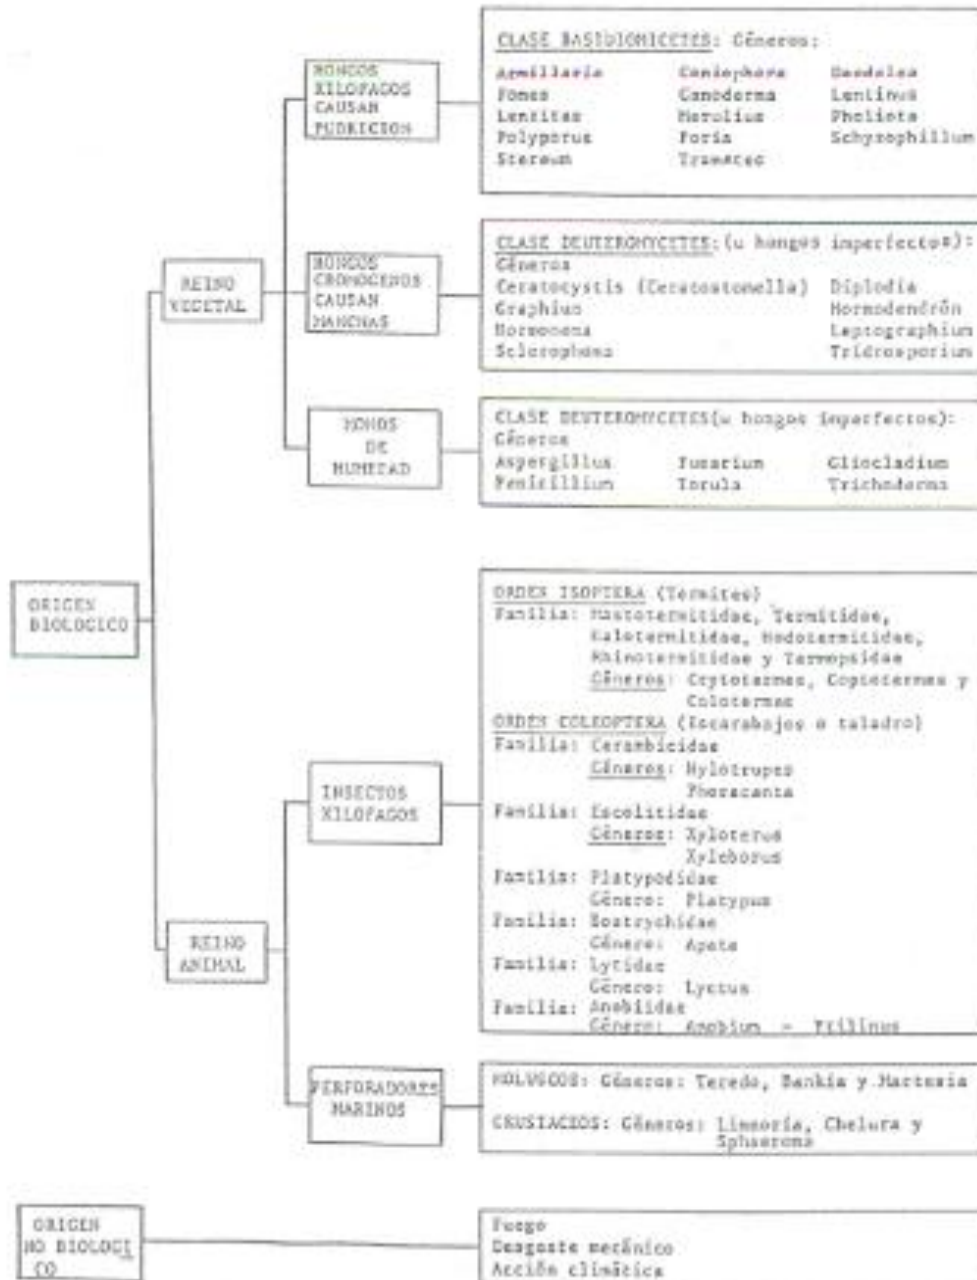 CLASE BASIDIOMICETES: Géneros:
Armillaria Coniophora Daedalea
Fomes Ganoderma Lentinus
Lenzites Merulius Pholiota
Polyporus Poria Schyzophillum
Stereum Trametes
HONGOS
XILOFAGOS
CAUSAN
PUDRICION
REINO
VEGETAL
HONGOS
CROMOGENOS
CAUSAN
MANCHAS
CLASE DEUTEROMYCETES: (u hongos imperfectos):
Géneros
Ceratocystis (Ceratostomella) Diplodia
Graphium Hormodendrón
Hormonema Leptographium
Sclerophoma
MOHOS
DE
HUMEDAD
CLASE DEUTEROMYCETES (u hongos imperfectos):
Géneros
Aspergillus Fusarium Gliocladium
Penicillium Torula Trichoderma
ORIGEN
BIOLOGICO
REINO
ANIMAL
INSECTOS
XILOFAGOS
ORDEN ISOPTERA (Termites)
Familia: Mastotermitidae, Termitidae,
Kalotermitidae, Hodotermitidae,
Rhinotermitidae y
Géneros: Coptotermes y
ORDEN COLEOPTERA (Escarabajos o taladro)
Familia: Cerambicidae
Géneros: Hylotrupes
Phoracanta
Familia: Escolitidae
Géneros: Xyloterus
Xyleborus
Familia: Platypodidae
Género: Platypus
Familia: Bostrychidae
Género: Apate
Familia: Lytidae
Género: Lyctus
Familia: Anobiidae
Género: Anobium - Ptilinus
PERFORADORES
MARINOS
MOLUSCOS: Géneros: Teredo, Bankia y Martesia
CRUSTACEOS: Géneros: Limnoria, Chelura y
Sphaeroma
ORIGEN
NO BIOLOGI
CO
Fuego
Desgaste mecánico
Acción climática